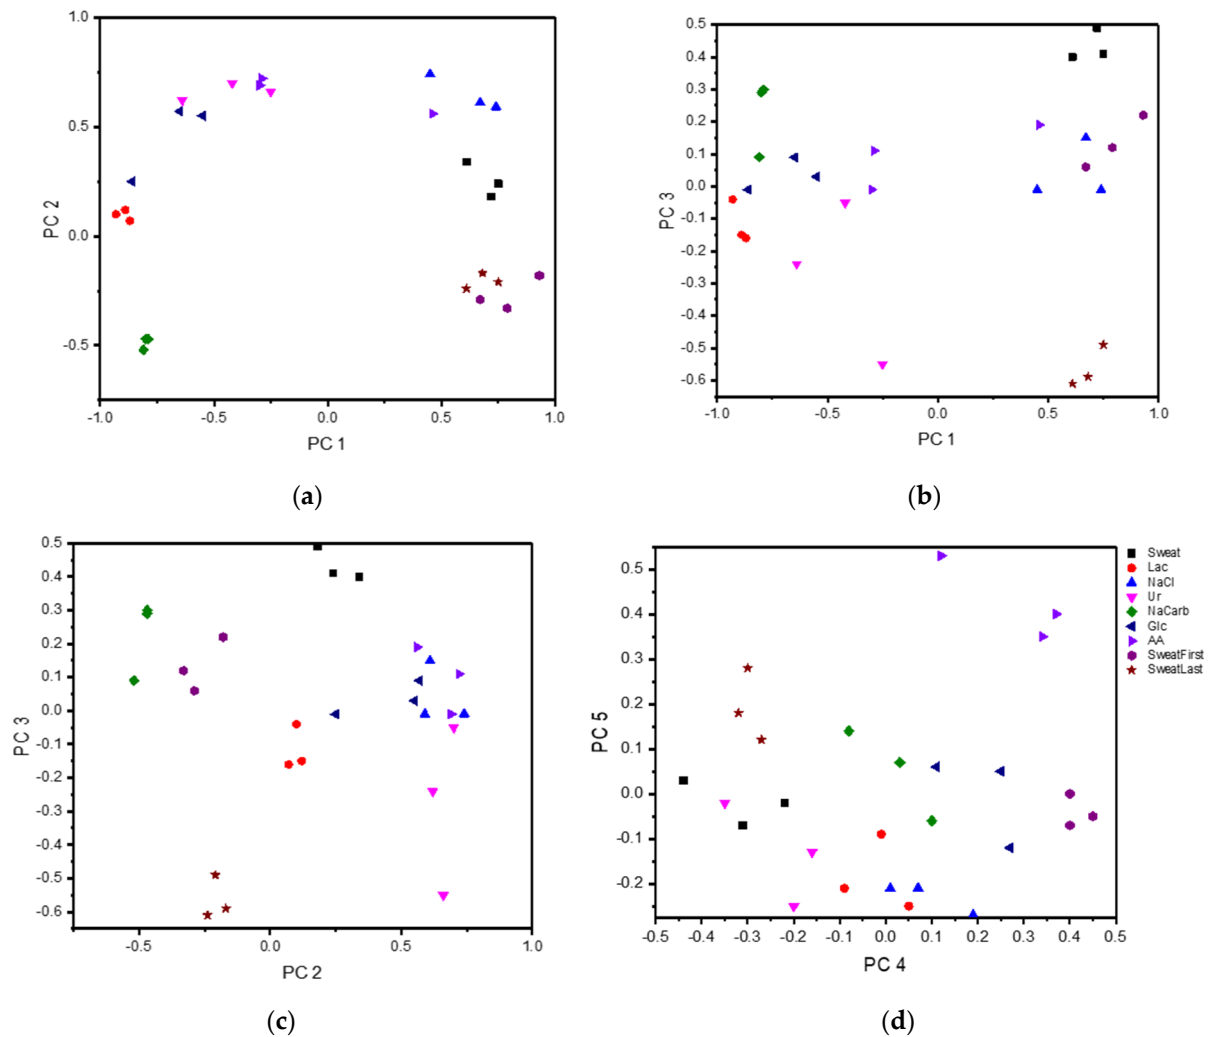 1.0
0.5
0.0
-0.5
PC 2
-1.0 -0.5 0.0 0.5 1.0
PC 1
(a)
0.5
0.4
0.3
0.2
0.1
0.0
-0.1
-0.2
-0.3
-0.4
-0.5
-0.6
PC 3
-1.0 -0.5 0.0 0.5 1.0
PC 1
(b)
0.5
0.4
0.3
0.2
0.1
0.0
-0.1
-0.2
-0.3
-0.4
-0.5
-0.6
PC 3
-0.5 0.0 0.5 1.0
PC 2
(c)
0.5
0.4
0.3
0.2
0.1
0.0
-0.1
-0.2
PC 5
-0.5 -0.4 -0.3 -0.2 -0.1 0.0 0.1 0.2 0.3 0.4 0.5
PC 4
Sweat
Lac
NaCl
Ur
NaCarb
Glc
AA
SweatFirst
SweatLast
(d)